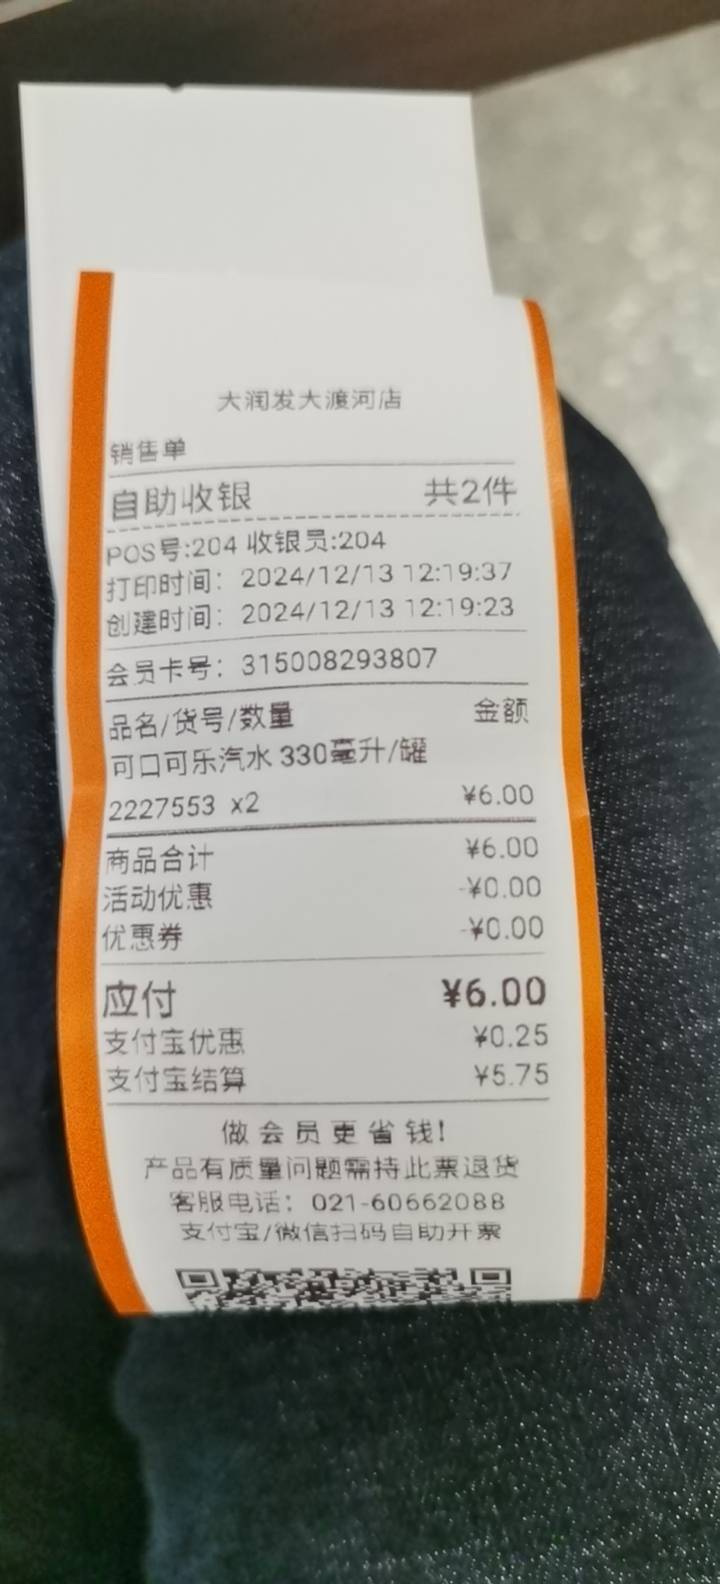 大润发大渡河店
销售单
自助收银 共2件
POS号:204 收银员:204
打印时间：2024/12/13 12:19:37
创建时间：2024/12/13 12:19:23
会员卡号：315008293807
品名/货号/数量 金额
可口可乐汽水 330毫升/罐
2227553 x2 ¥6.00
商品合计 ¥6.00
活动优惠 -¥0.00
优惠券 -¥0.00
应付 ¥6.00
支付宝优惠 ¥0.25
支付宝结算 ¥5.75
做会员更省钱!
产品有质量问题需持此票退货
客服电话：021-60662088
支付宝/微信扫码自助开票